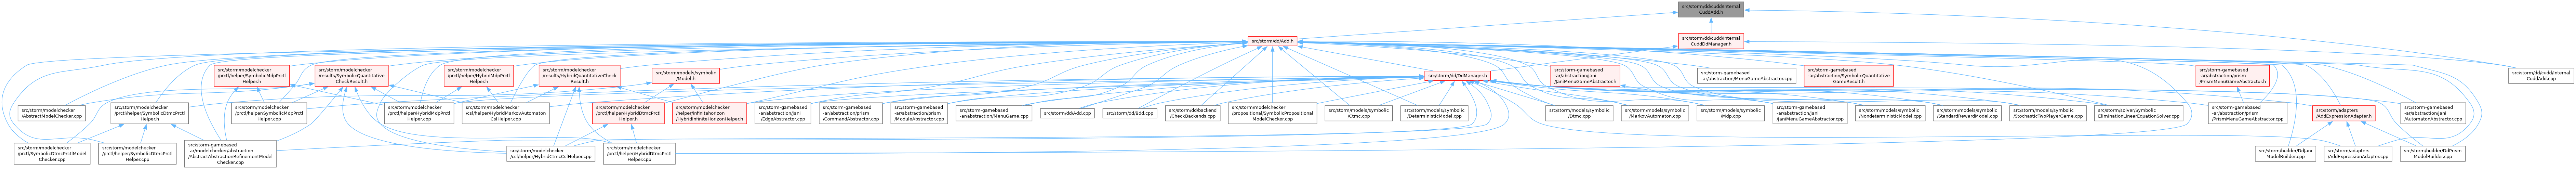 src/storm/dd/cudd/Internal
CuddAdd.h
src/storm/dd/Add.h
src/storm/dd/cudd/Internal
CuddDdManager.h
src/storm/modelchecker
/prctl/helper/SymbolicMdpPrctl
Helper.h
src/storm/modelchecker
/results/SymbolicQuantitative
CheckResult.h
src/storm/modelchecker
/prctl/helper/HybridMdpPrctl
Helper.h
src/storm/modelchecker
/results/HybridQuantitativeCheck
Result.h
src/storm/models/symbolic
/Model.h
src/storm/dd/DdManager.h
src/storm-gamebased
-ar/abstraction/jani
/JaniMenuGameAbstractor.h
src/storm-gamebased
-ar/abstraction/MenuGameAbstractor.cpp
src/storm-gamebased
-ar/abstraction/SymbolicQuantitative
GameResult.h
src/storm-gamebased
-ar/abstraction/prism
/PrismMenuGameAbstractor.h
src/storm/dd/cudd/Internal
CuddAdd.cpp
src/storm/modelchecker
/AbstractModelChecker.cpp
src/storm/modelchecker
/prctl/helper/SymbolicDtmcPrctl
Helper.h
src/storm/modelchecker
/prctl/helper/SymbolicMdpPrctl
Helper.cpp
src/storm/modelchecker
/prctl/helper/HybridMdpPrctl
Helper.cpp
src/storm/modelchecker
/csl/helper/HybridMarkovAutomaton
CslHelper.cpp
src/storm/modelchecker
/prctl/helper/HybridDtmcPrctl
Helper.h
src/storm/modelchecker
/helper/infinitehorizon
/HybridInfiniteHorizonHelper.h
src/storm-gamebased
-ar/abstraction/jani
/EdgeAbstractor.cpp
src/storm-gamebased
-ar/abstraction/prism
/CommandAbstractor.cpp
src/storm-gamebased
-ar/abstraction/prism
/ModuleAbstractor.cpp
src/storm-gamebased
-ar/abstraction/MenuGame.cpp
src/storm/dd/Add.cpp
src/storm/dd/Bdd.cpp
src/storm/dd/backend
/CheckBackends.cpp
src/storm/modelchecker
/propositional/SymbolicPropositional
ModelChecker.cpp
src/storm/models/symbolic
/Ctmc.cpp
src/storm/models/symbolic
/DeterministicModel.cpp
src/storm/models/symbolic
/Dtmc.cpp
src/storm/models/symbolic
/MarkovAutomaton.cpp
src/storm/models/symbolic
/Mdp.cpp
src/storm-gamebased
-ar/abstraction/jani
/JaniMenuGameAbstractor.cpp
src/storm/models/symbolic
/NondeterministicModel.cpp
src/storm/models/symbolic
/StandardRewardModel.cpp
src/storm/models/symbolic
/StochasticTwoPlayerGame.cpp
src/storm/solver/Symbolic
EliminationLinearEquationSolver.cpp
src/storm-gamebased
-ar/abstraction/prism
/PrismMenuGameAbstractor.cpp
src/storm/adapters
/AddExpressionAdapter.h
src/storm-gamebased
-ar/abstraction/jani
/AutomatonAbstractor.cpp
src/storm/modelchecker
/prctl/SymbolicDtmcPrctlModel
Checker.cpp
src/storm/modelchecker
/prctl/helper/SymbolicDtmcPrctl
Helper.cpp
src/storm-gamebased
-ar/modelchecker/abstraction
/AbstractAbstractionRefinementModel
Checker.cpp
src/storm/modelchecker
/csl/helper/HybridCtmcCslHelper.cpp
src/storm/modelchecker
/prctl/helper/HybridDtmcPrctl
Helper.cpp
src/storm/builder/DdJani
ModelBuilder.cpp
src/storm/adapters
/AddExpressionAdapter.cpp
src/storm/builder/DdPrism
ModelBuilder.cpp